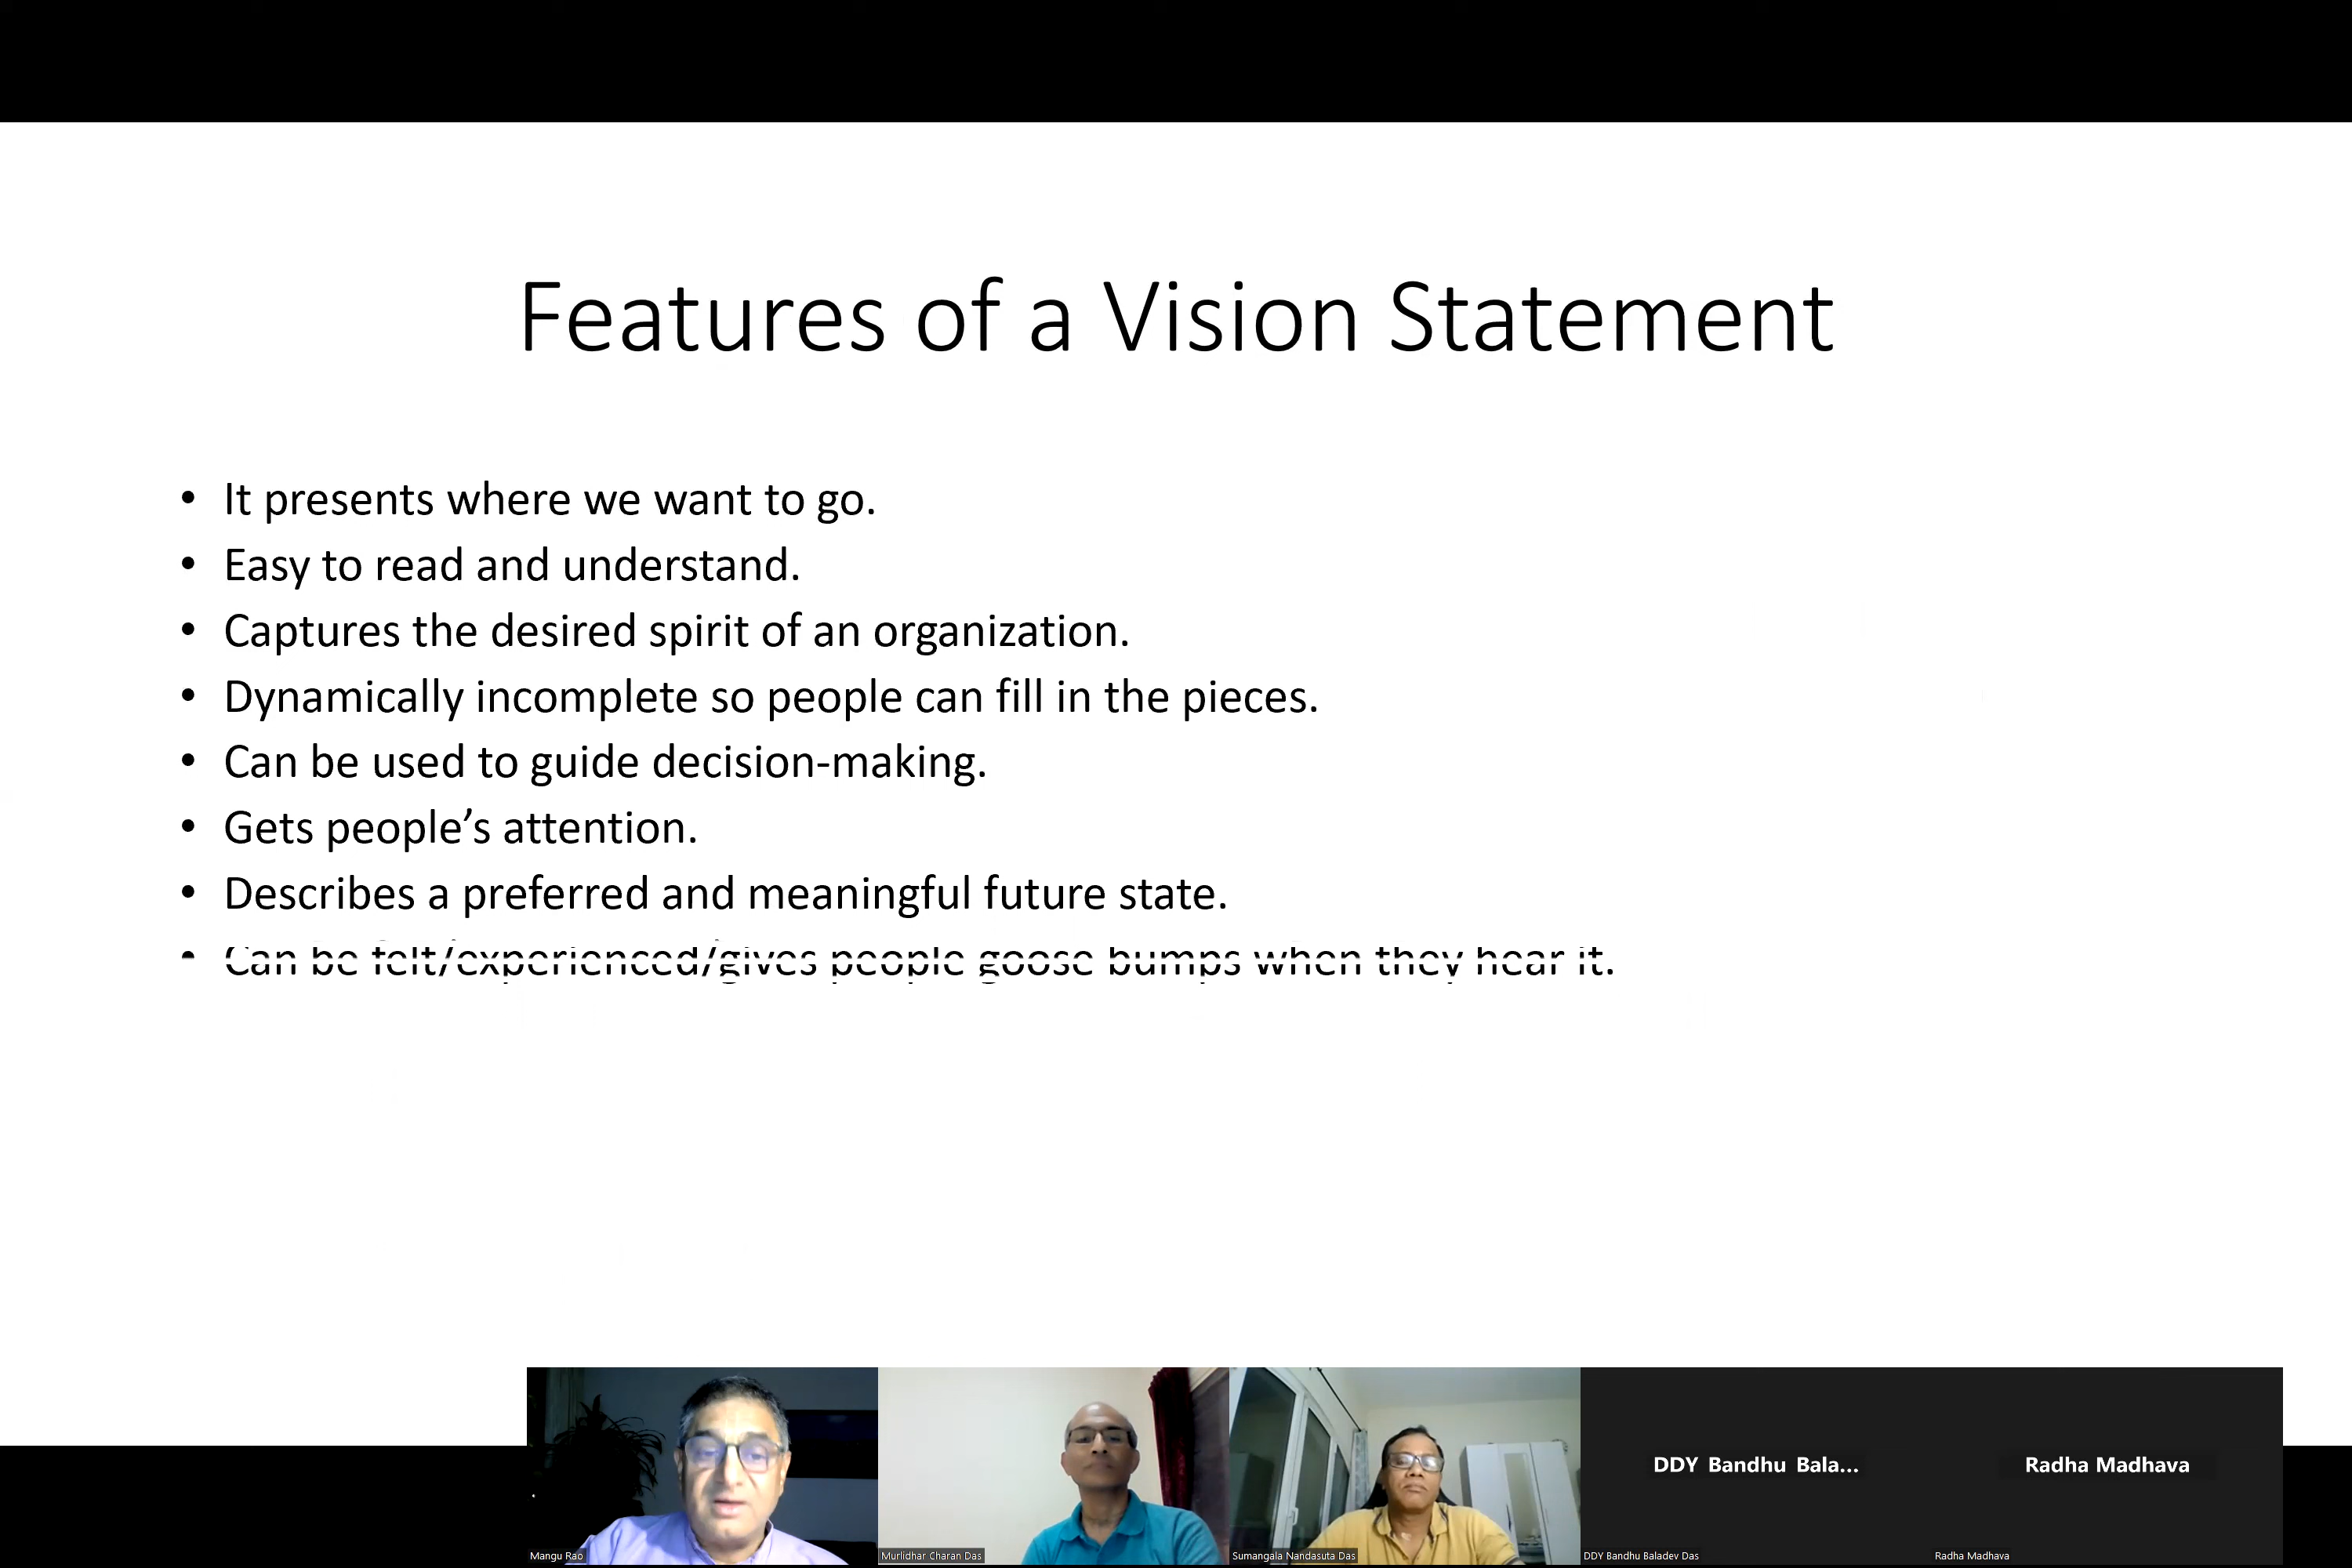 Features of a Vision Statement
• It presents where we want to go.
• Easy to read and understand.
• Captures the desired spirit of an organization.
• Dynamically incomplete so people can fill in the pieces.
• Can be used to guide decision-making.
• Gets people’s attention.
• Describes a preferred and meaningful future state.
• Can be felt/experienced/gives people goose bumps when they hear it.
DDY Bandhu Bala...
Radha Madhava
Mangu Rao
Murlidhar Charan Das
Sumangala Nandasuta Das
DDY Bandhu Baladev Das
Radha Madhava